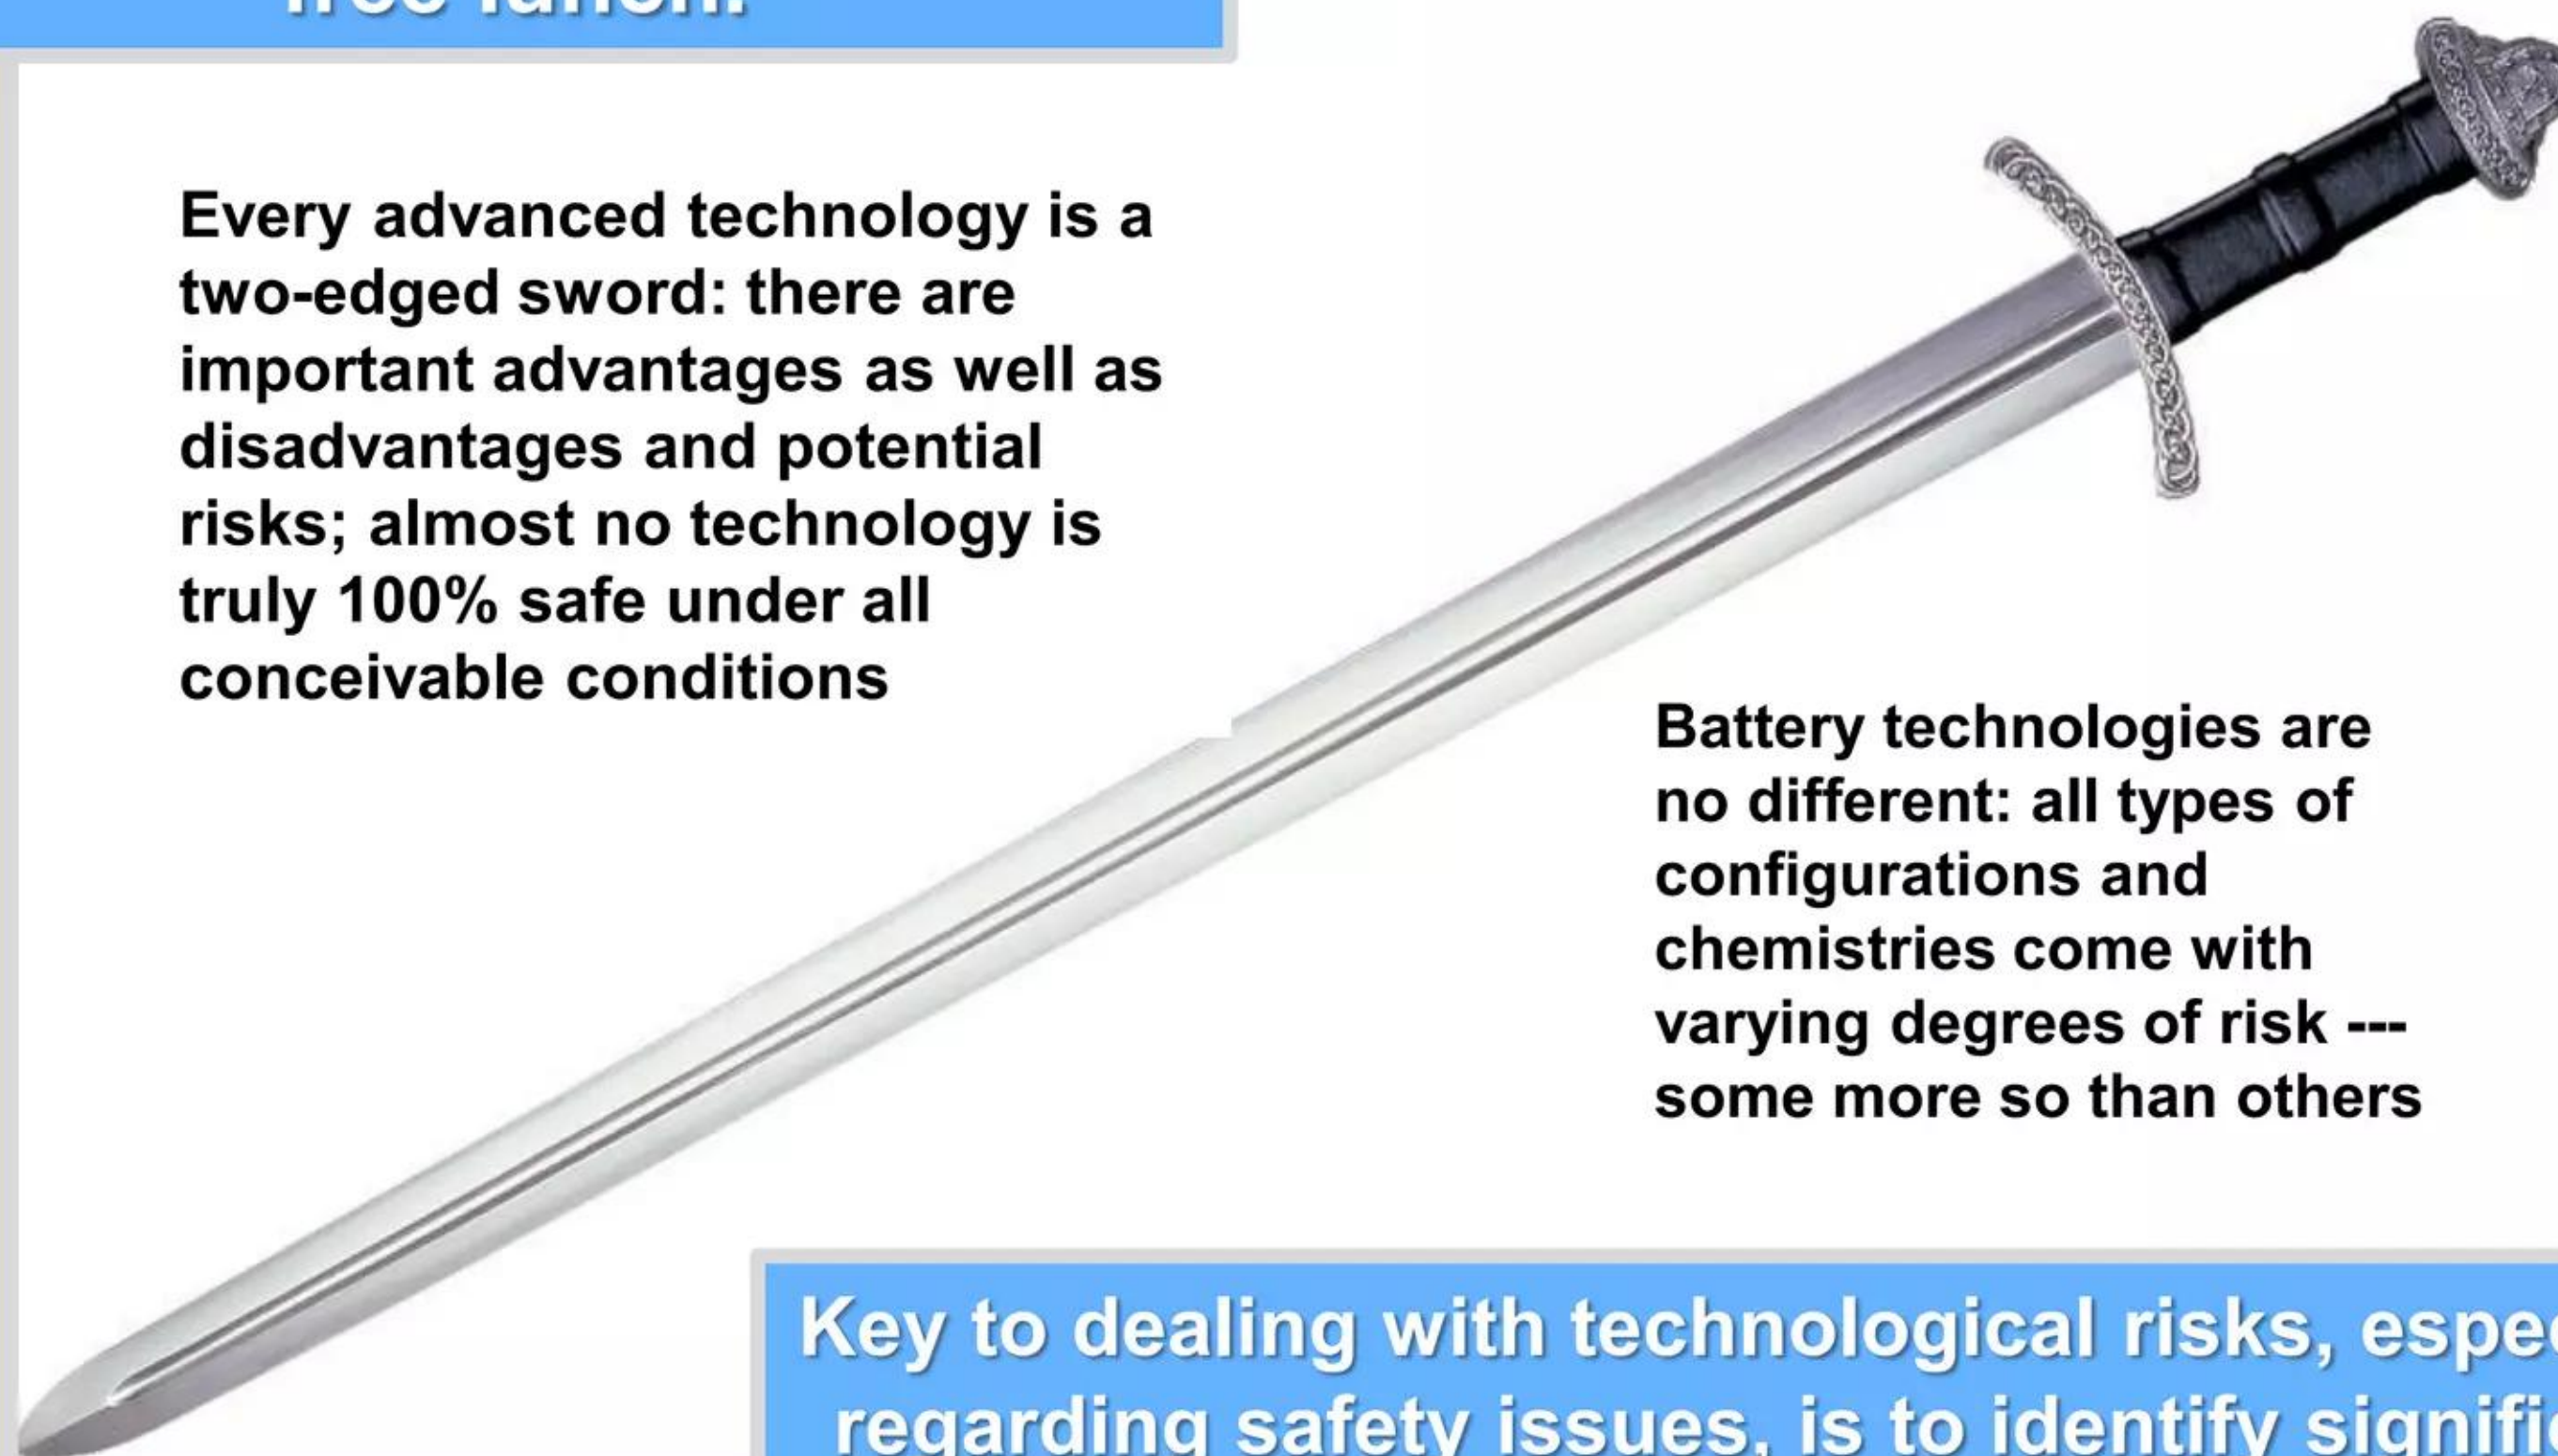 free lunch.
Every advanced technology is a
two-edged sword: there are
important advantages as well as
disadvantages and potential
risks; almost no technology is
truly 100% safe under all
conceivable conditions
Battery technologies are
no different: all types of
configurations and
chemistries come with
varying degrees of risk ---
some more so than others
Key to dealing with technological risks,
regarding safety issues, is to identify